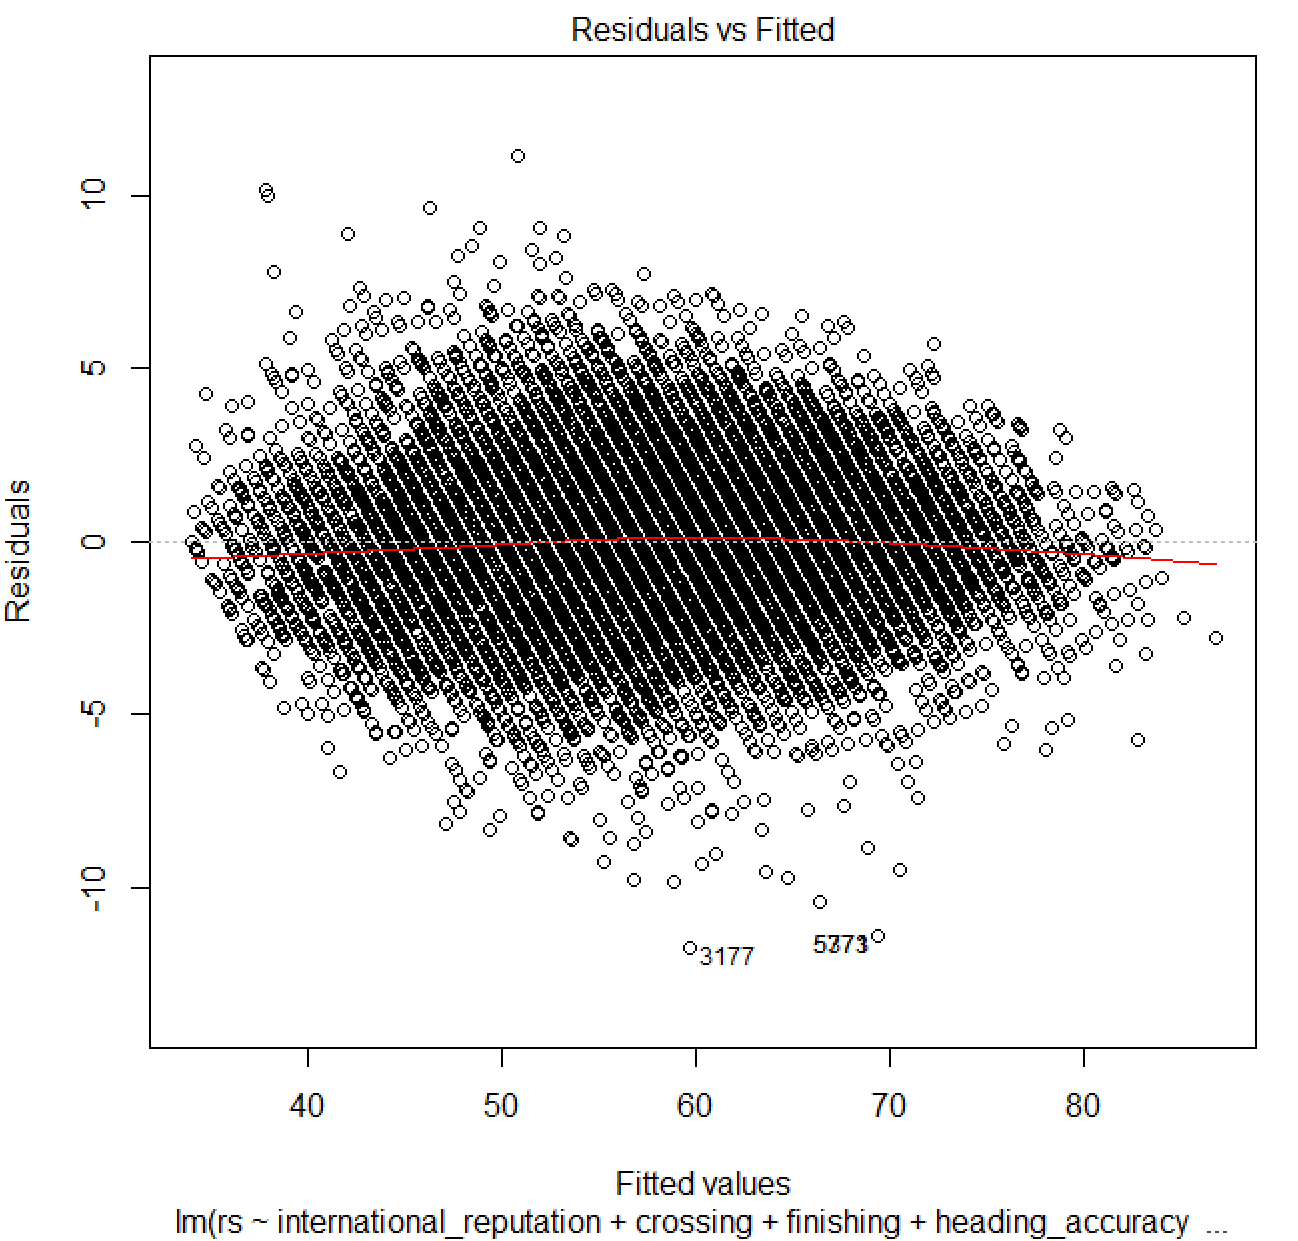 Residuals vs Fitted
Residuals
10
5
0
-5
-10
3177
40 50 60 70 80
Fitted values
lm(rs ~ international_reputation + crossing + finishing + heading_accuracy ...